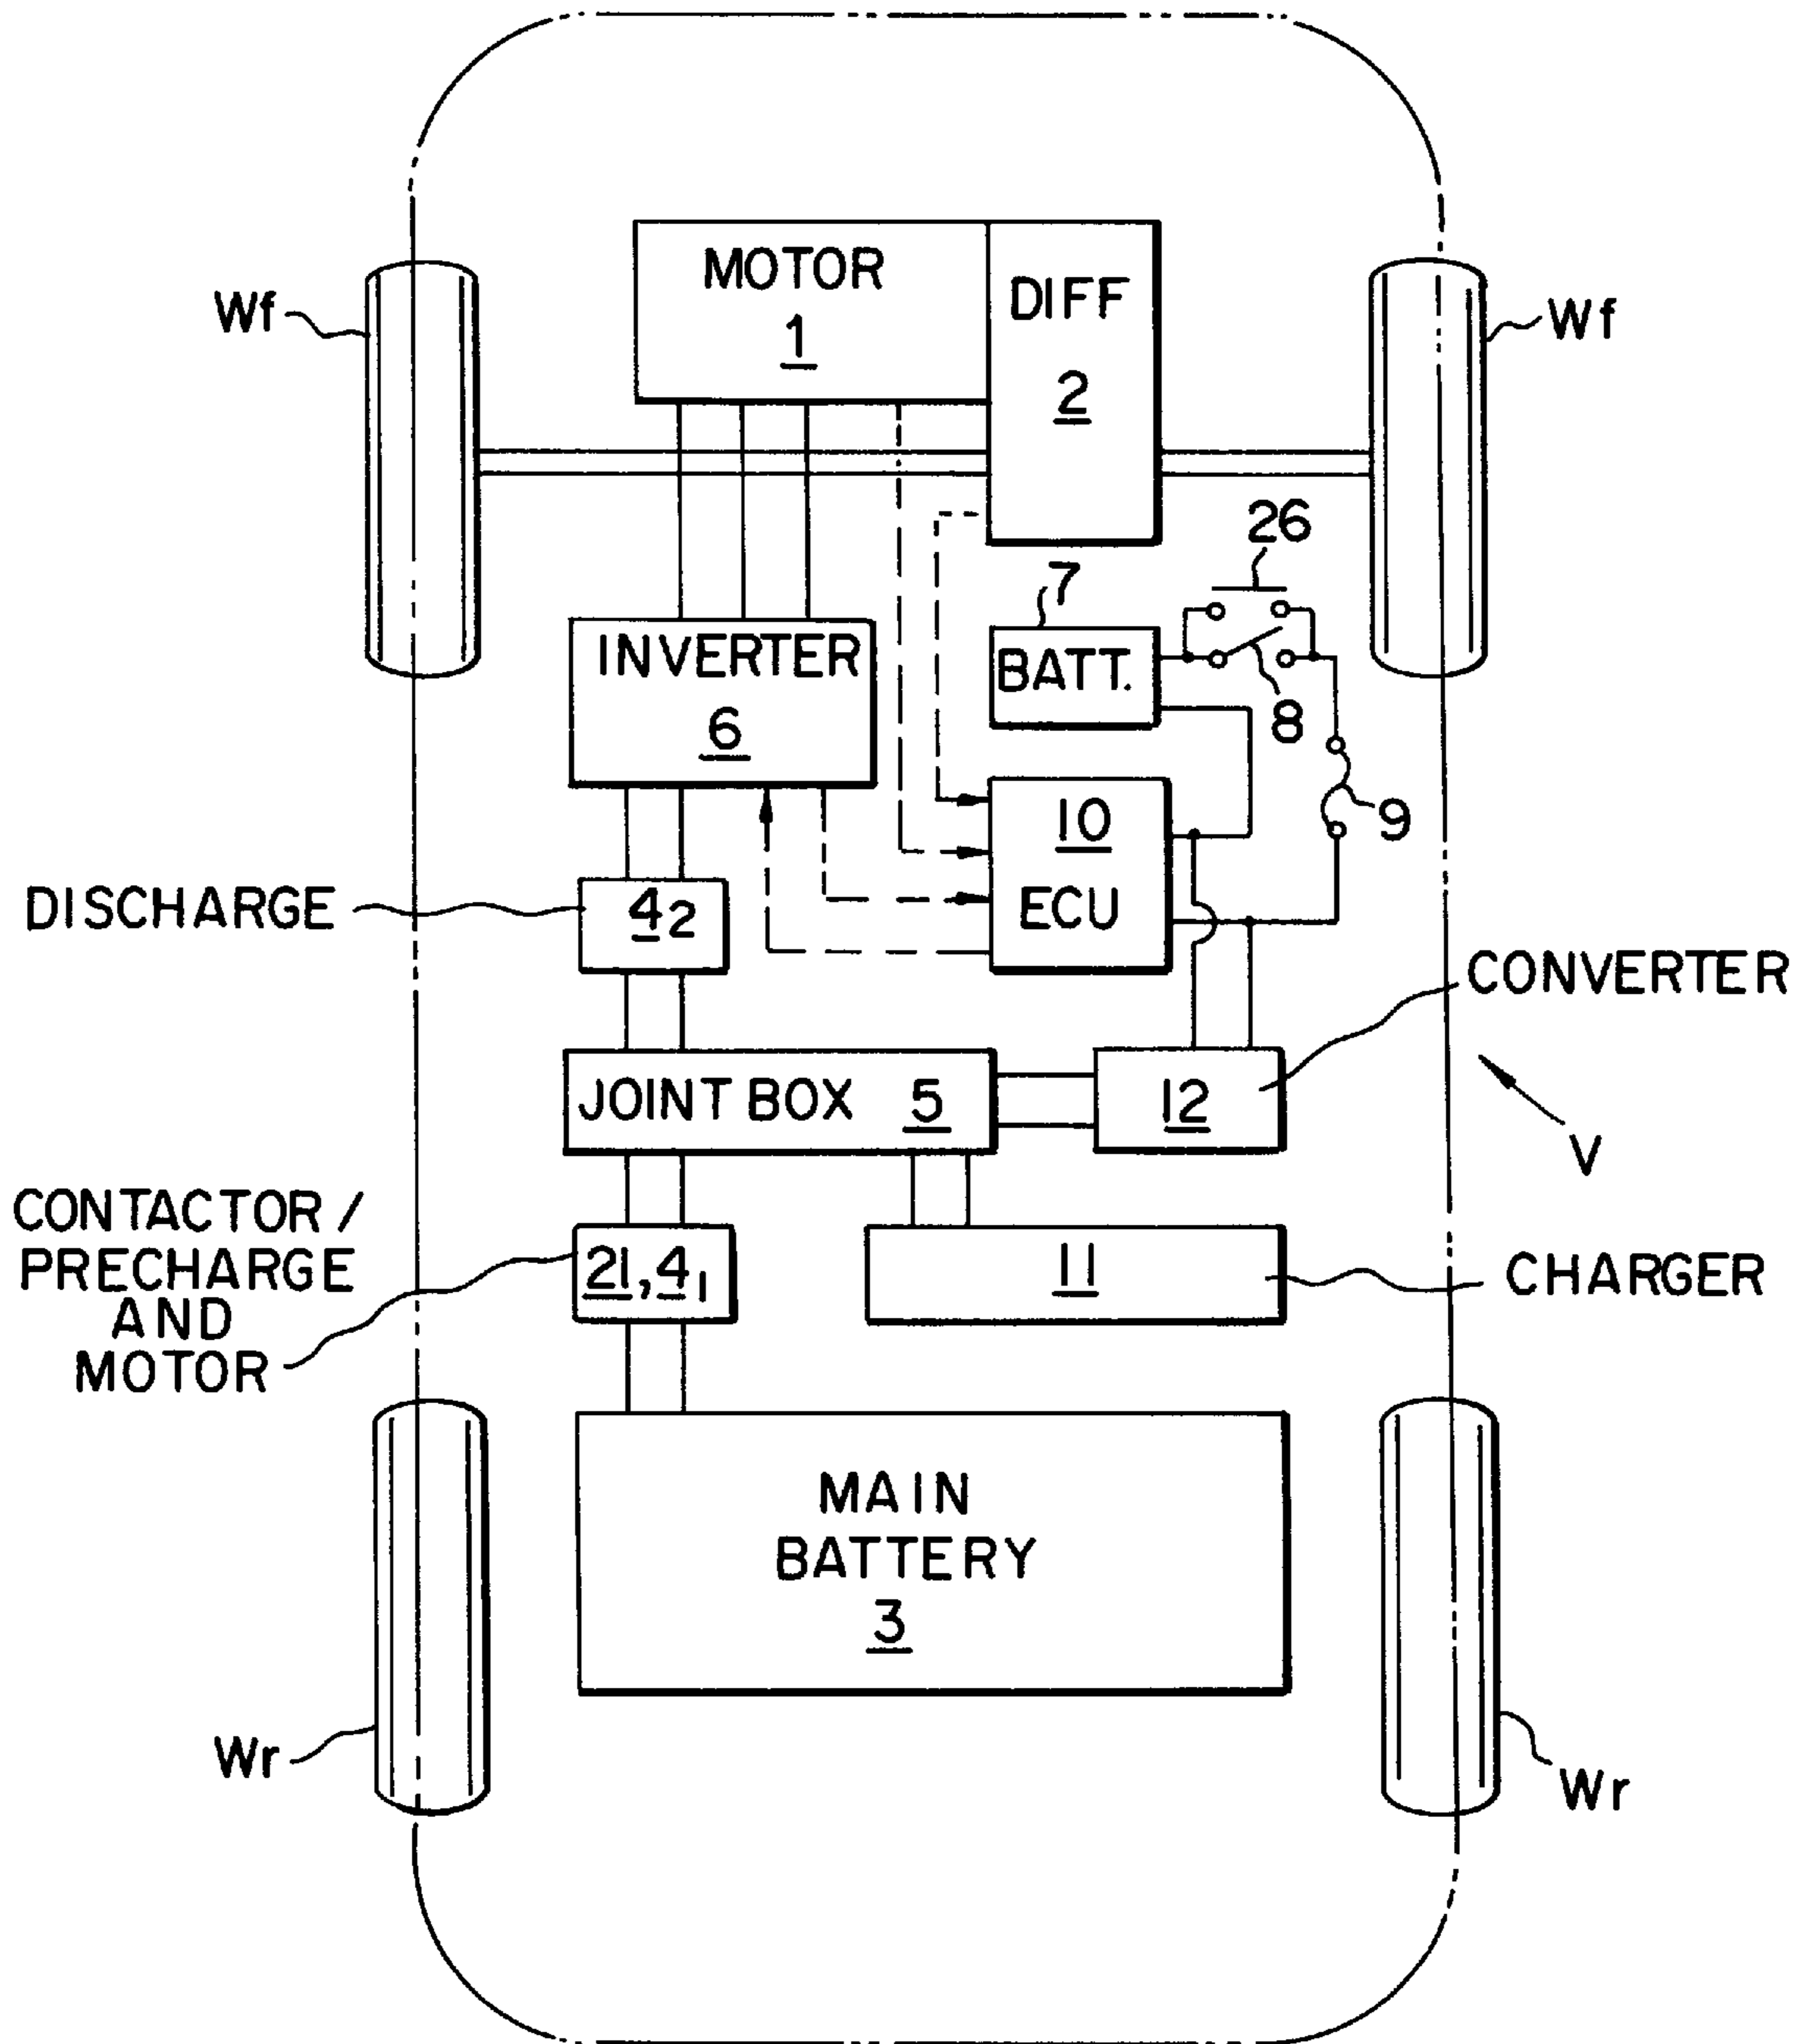 MOTOR
1
DIFF
2
Wf
Wf
26
7
INVERTER
6
BATT.
8
9
10
ECU
DISCHARGE
42
CONVERTER
JOINT BOX 5
12
V
CONTACTOR /
PRECHARGE
AND
MOTOR
21,41
11
CHARGER
MAIN
BATTERY
3
Wr
Wr